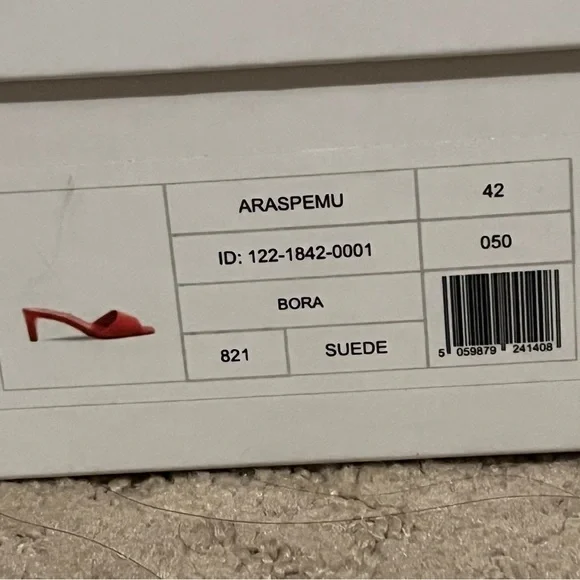 ARASPEMU
42
ID: 122-1842-0001
050
BORA
821
SUEDE
5 059879 241408